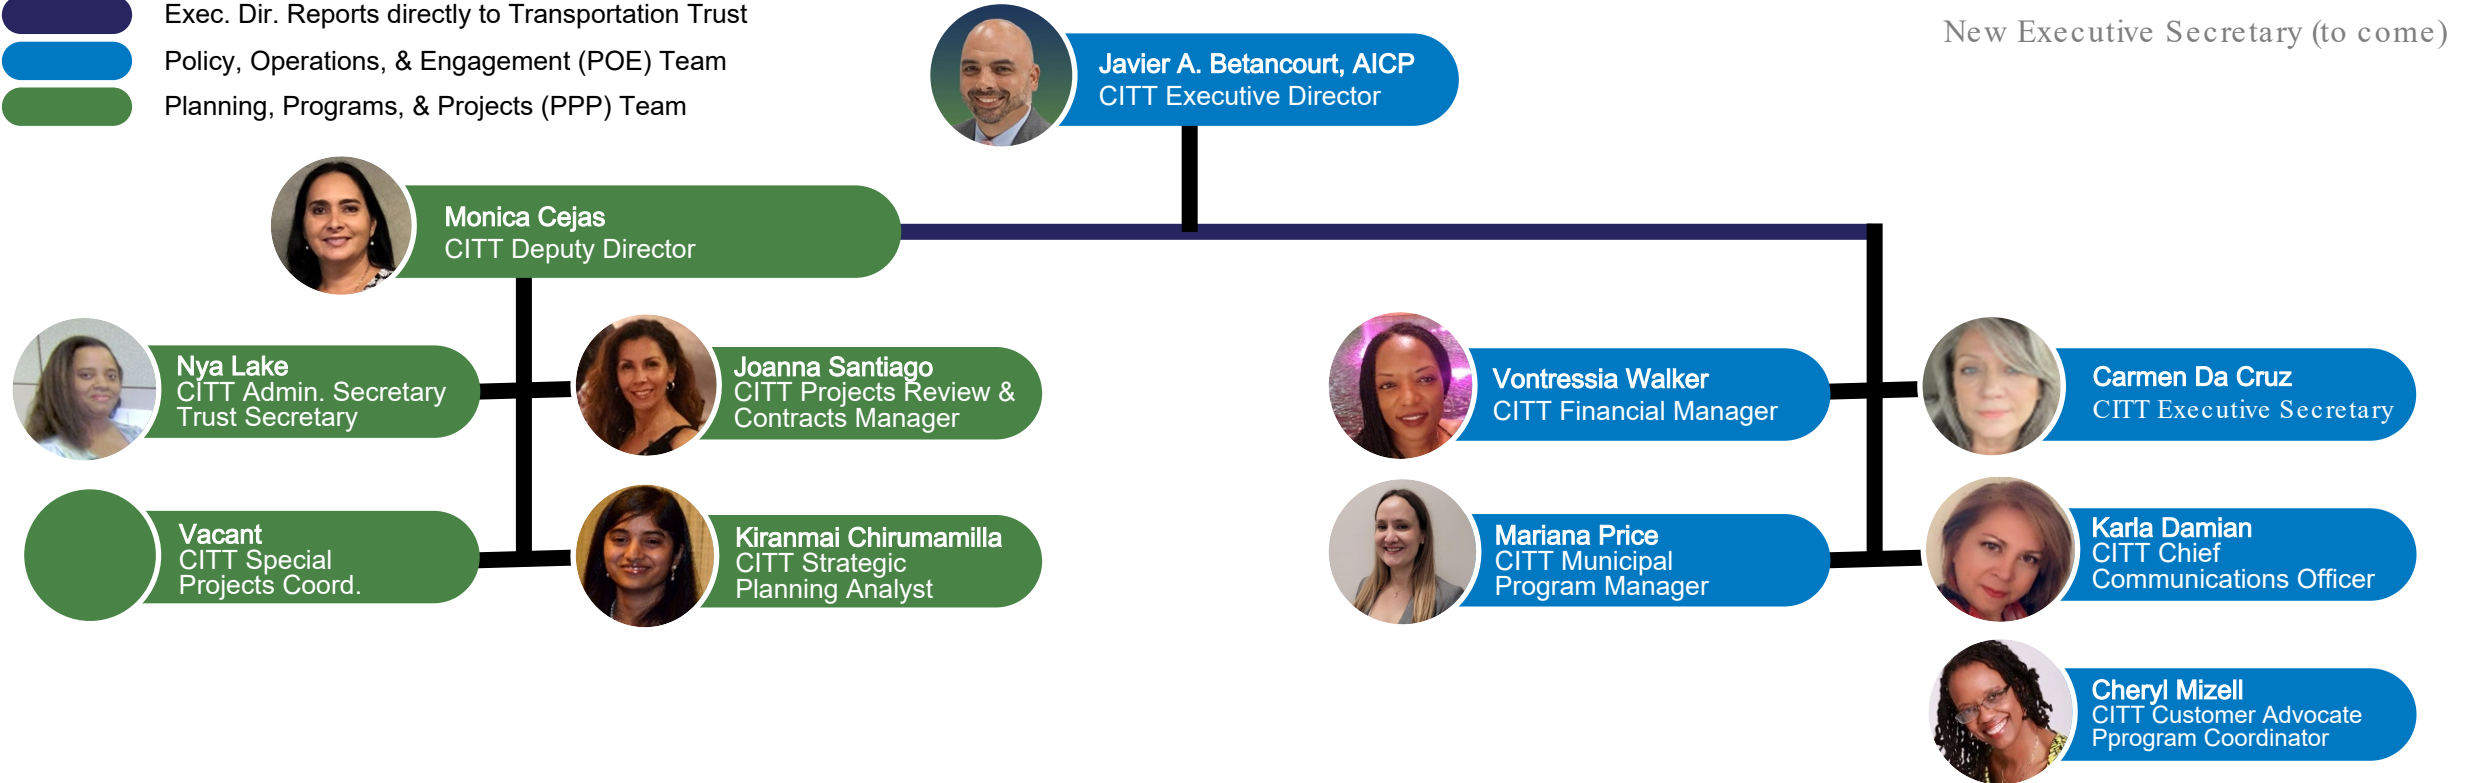 Exec. Dir. Reports directly to Transportation Trust
Policy, Operations, & Engagement (POE) Team
Planning, Programs, & Projects (PPP) Team
New Executive Secretary (to come)
Javier A. Betancourt, AICP
CITT Executive Director
Monica Cejas
CITT Deputy Director
Nya Lake
CITT Admin. Secretary
Trust Secretary
Joanna Santiago
CITT Projects Review &
Contracts Manager
Vontressia Walker
CITT Financial Manager
Carmen Da Cruz
CITT Executive Secretary
Vacant
CITT Special
Projects Coord.
Kiranmai Chirumamilla
CITT Strategic
Planning Analyst
Mariana Price
CITT Municipal
Program Manager
Karla Damian
CITT Chief
Communications Officer
Cheryl Mizell
CITT Customer Advocate
Pprogram Coordinator